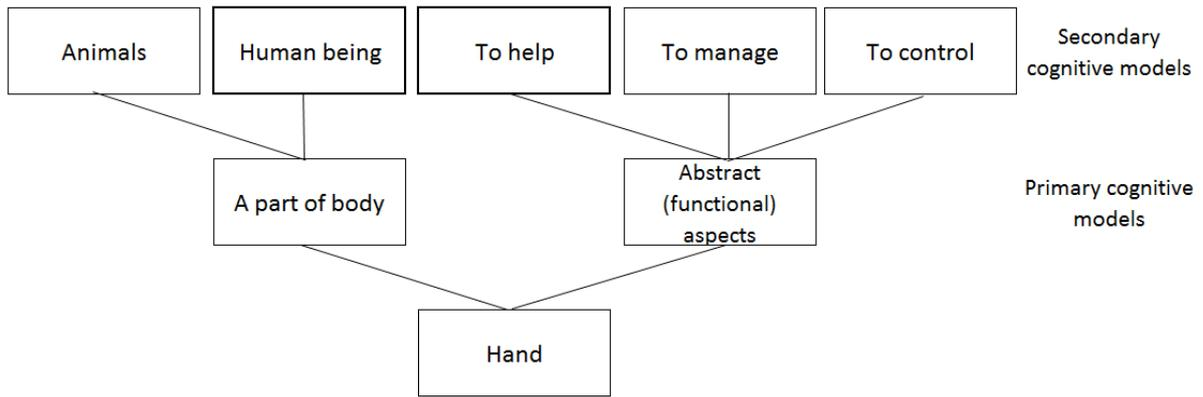 Animals
Human being
To help
To manage
To control
Secondary
cognitive models
A part of body
Abstract
(functional)
aspects
Primary cognitive
models
Hand